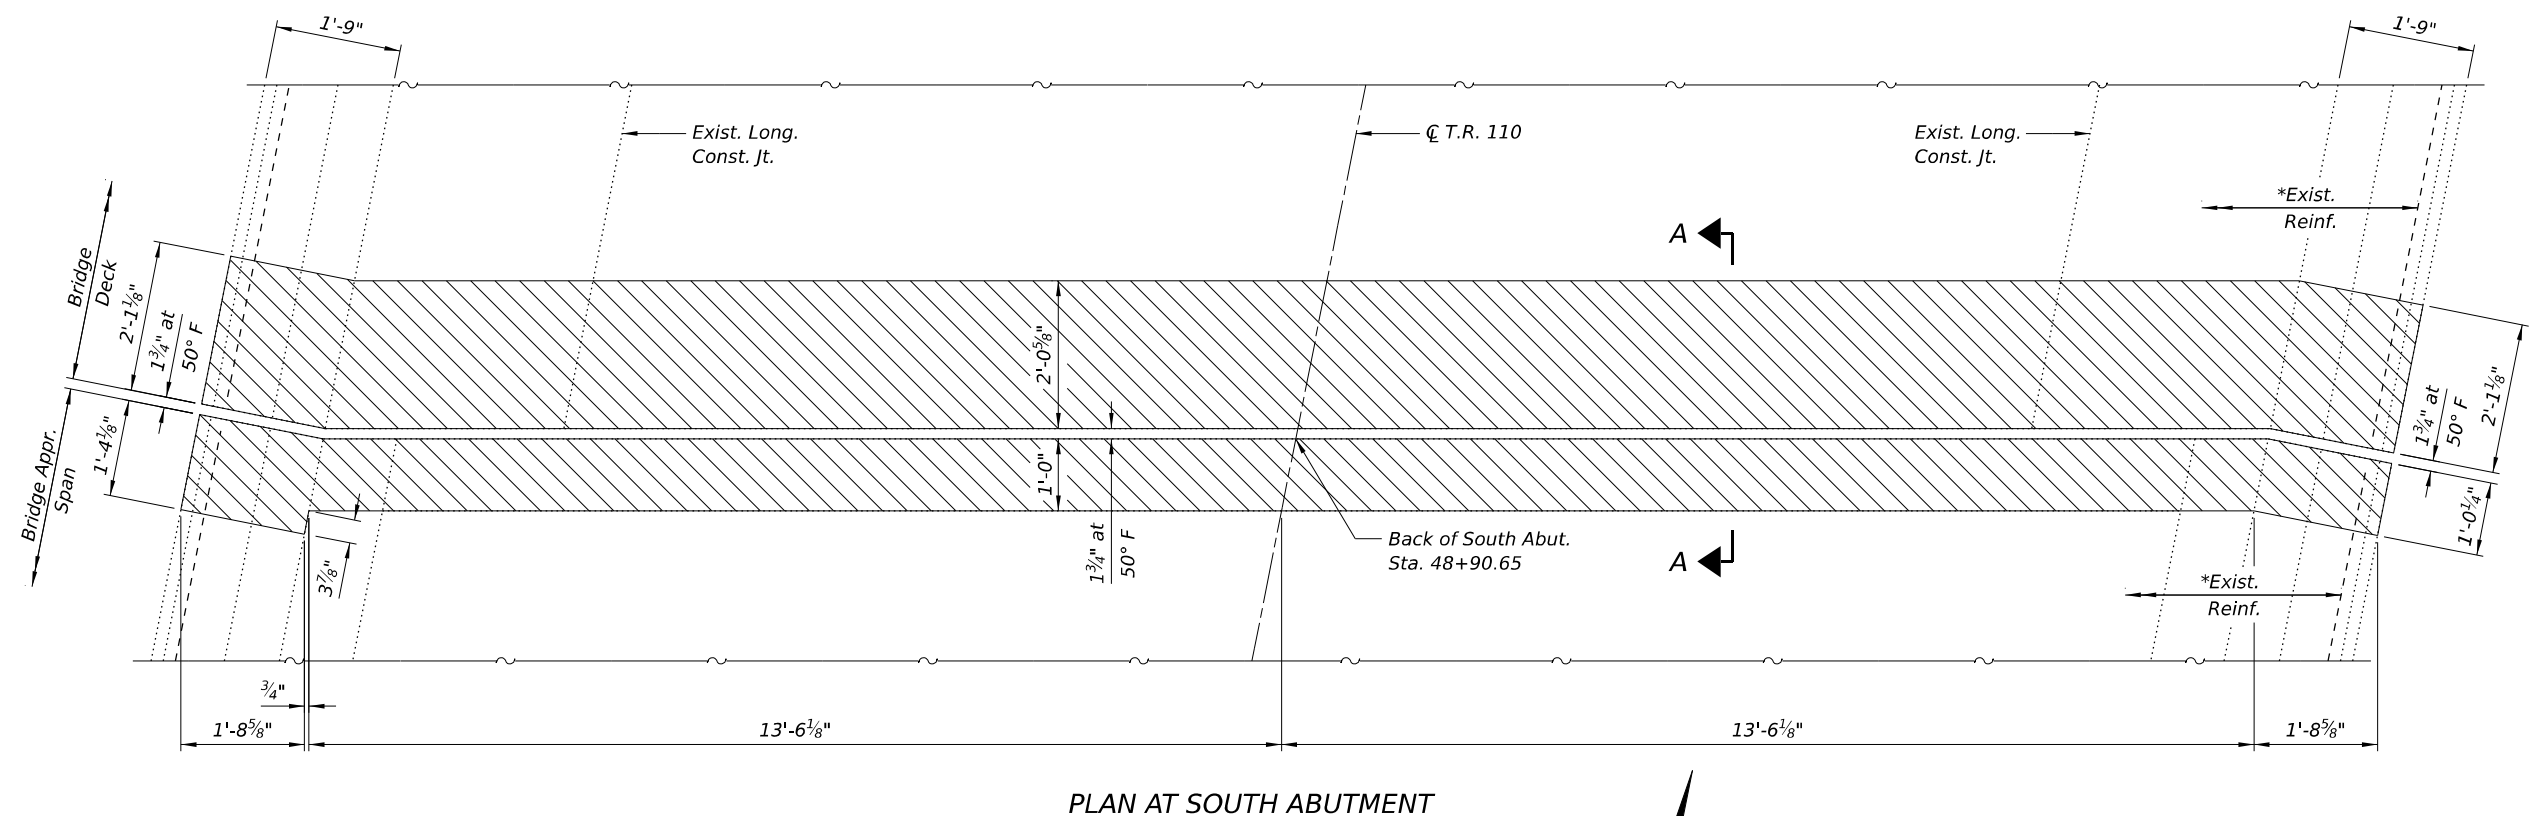 1'-9"
1'-9"
Exist. Long.
Const. Jt.
℄ T.R. 110
Exist. Long.
Const. Jt.
*Exist.
Reinf.
A
Bridge
Deck
2'-1⅛"
1¾" at
50° F
2'-0⅝"
1¾" at
50° F
2'-1⅛"
Bridge Appr.
Span
1'-4⅛"
1'-0"
1'-0¼"
3⅞"
1¾" at
50° F
Back of South Abut.
Sta. 48+90.65
A
*Exist.
Reinf.
¾"
1'-8⅝"
13'-6⅛"
13'-6⅛"
1'-8⅝"
PLAN AT SOUTH ABUTMENT